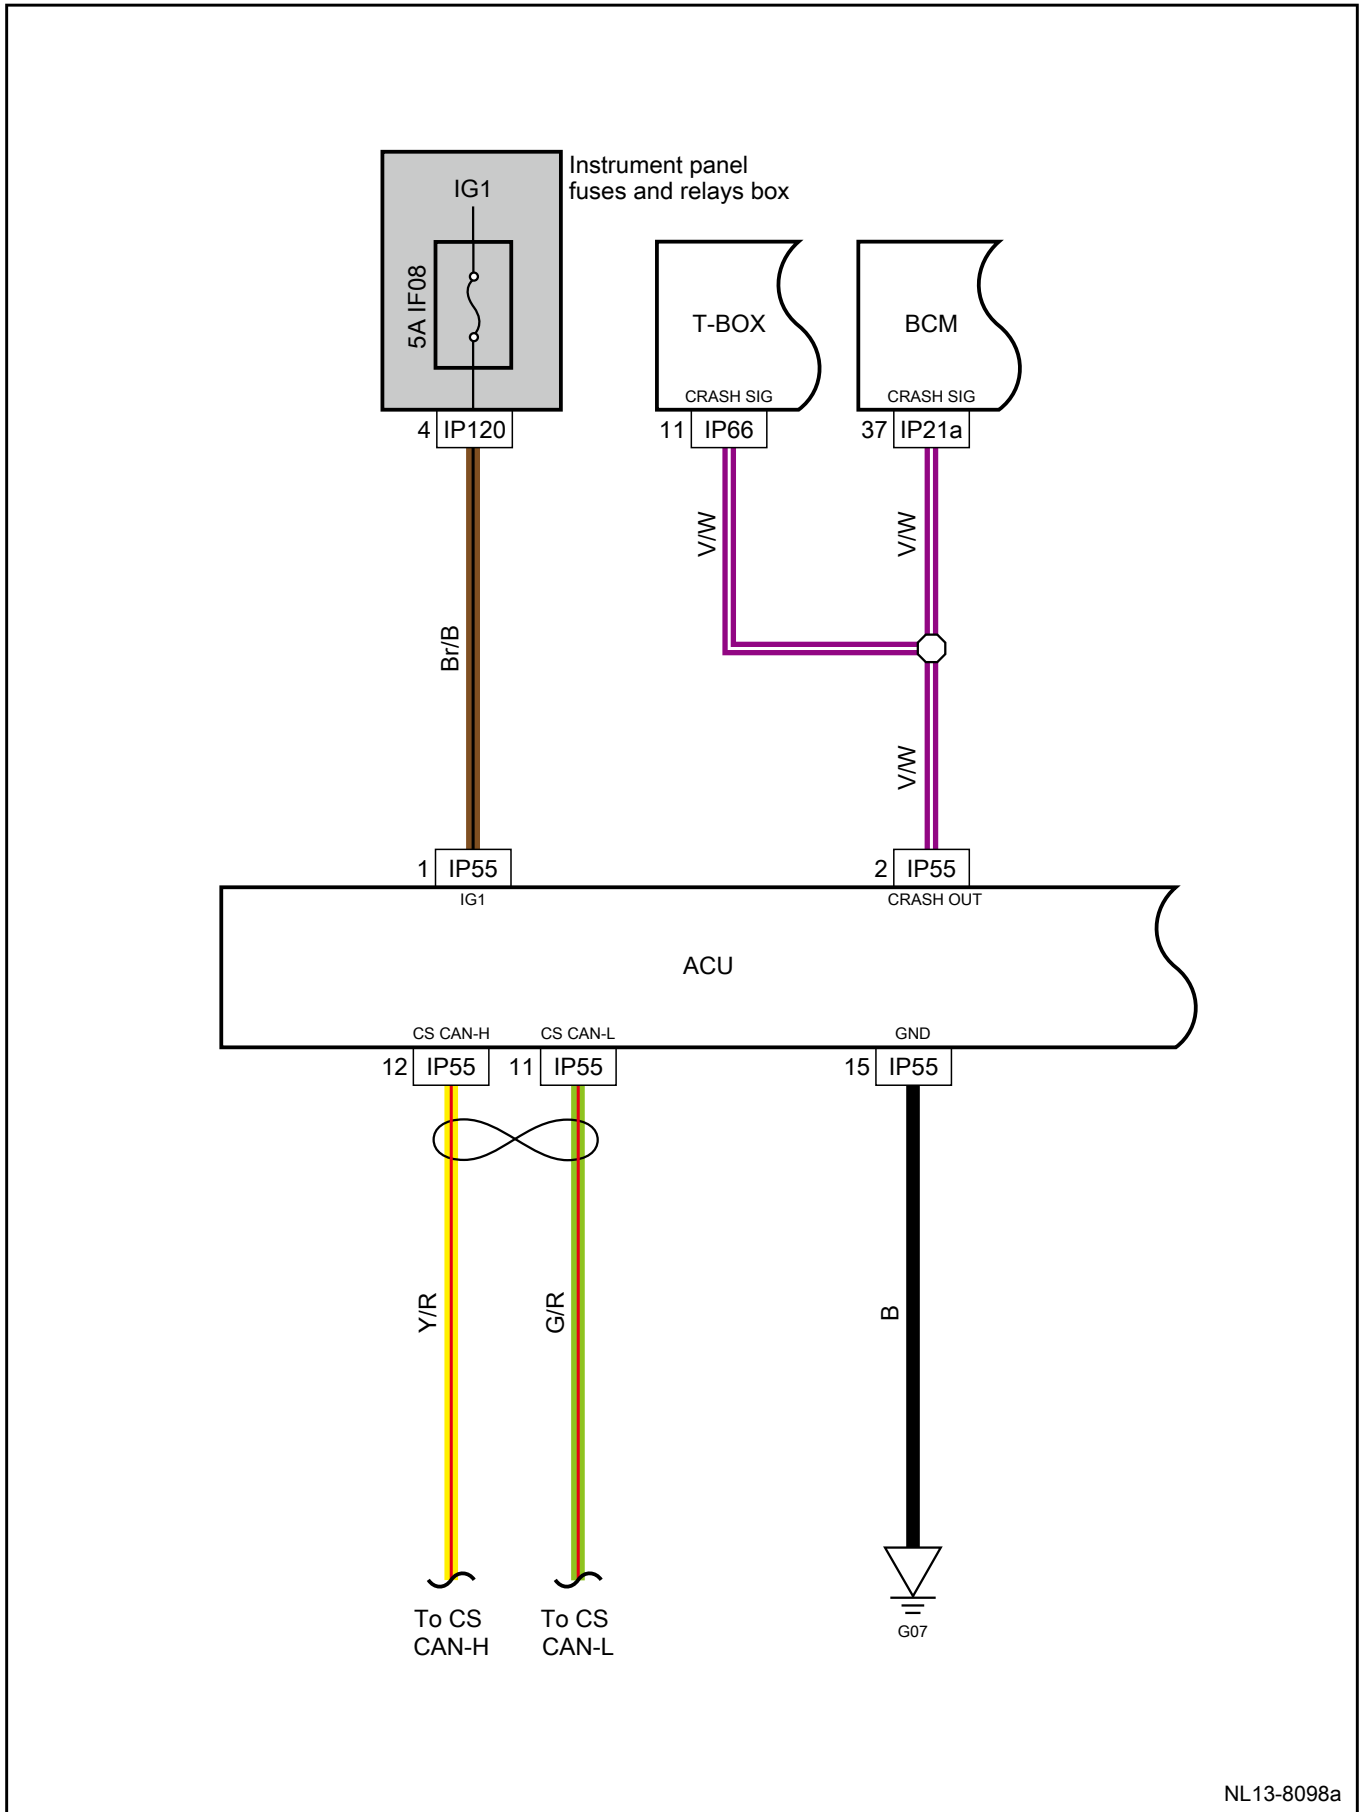 Instrument panel
fuses and relays box
IG1
5A IF08
T-BOX
BCM
CRASH SIG
CRASH SIG
4 IP120
11 IP66
37 IP21a
V/W
V/W
Br/B
V/W
1 IP55
2 IP55
IG1
CRASH OUT
ACU
CS CAN-H
CS CAN-L
GND
12 IP55
11 IP55
15 IP55
Y/R
G/R
B
To CS
CAN-H
To CS
CAN-L
G07
NL13-8098a